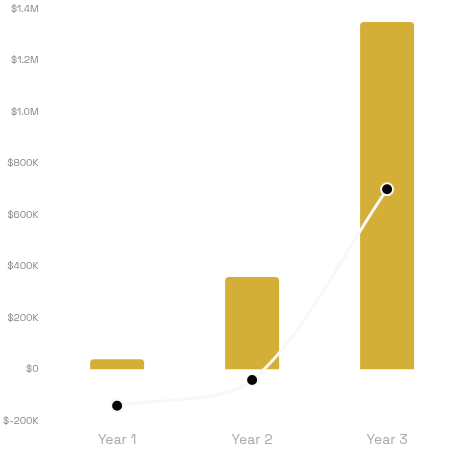 $1.4M
$1.2M
$1.0M
$800K
$600K
$400K
$200K
$0
$-200K
Year 1
Year 2
Year 3